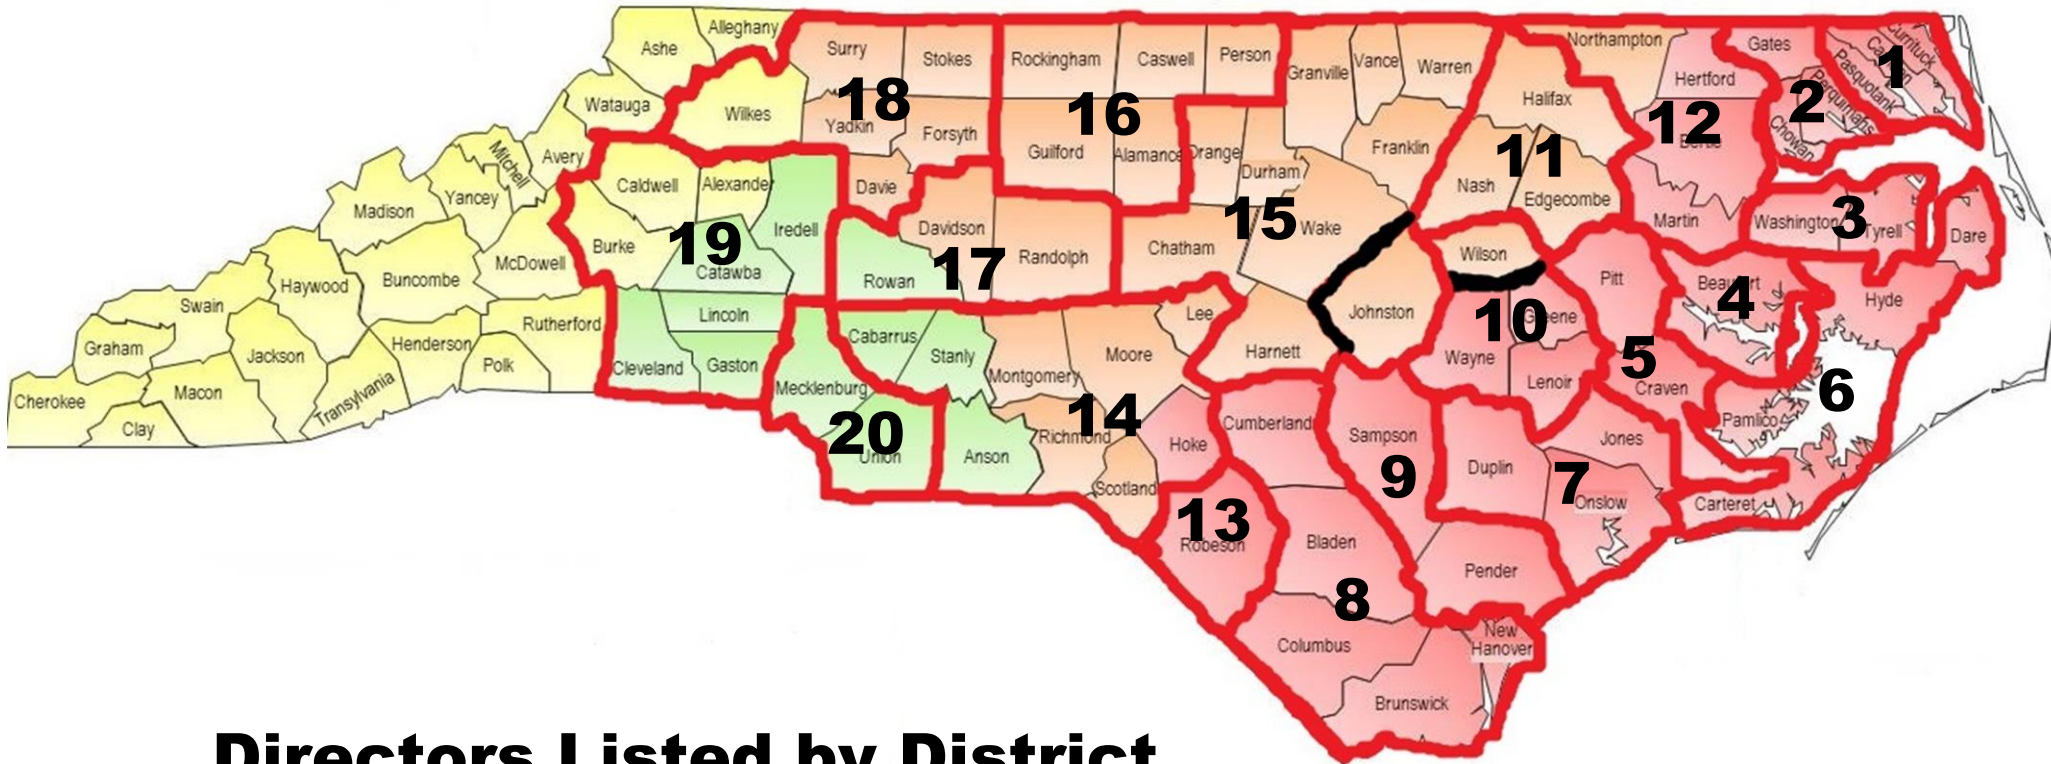 Alleghany
Ashe
Surry
Stokes
Rockingham
Caswell
Person
Granville
Vance
Warren
Northampton
Gates
Currituck
Hertford
1
Pasquotank
Watauga
Wilkes
18
Yadkin
Forsyth
16
Guilford
Alamance
Orange
Durham
Franklin
Halifax
12
2
Perquimans
Chowan
Mitchell
Avery
Caldwell
Alexander
Iredell
Davie
Davidson
Randolph
Chatham
15
Wake
Nash
11
Edgecombe
Bertie
Martin
Washington
3
Tyrell
Dare
Madison
Yancey
McDowell
Burke
19
Catawba
Rowan
17
Wilson
Pitt
Beaufort
4
Hyde
Swain
Haywood
Buncombe
Rutherford
Lincoln
Cabarrus
Stanly
Lee
Moore
Harnett
Johnston
10
Greene
Wayne
Lenoir
5
Craven
6
Graham
Jackson
Henderson
Polk
Cleveland
Gaston
Mecklenburg
Montgomery
Cherokee
Macon
Clay
Transylvania
20
Union
Anson
14
Richmond
Scotland
Hoke
Cumberland
Sampson
9
Duplin
Jones
7
Onslow
Pamlico
Carteret
13
Robeson
Bladen
8
Pender
Columbus
New
Hanover
Brunswick
Directors Listed by District